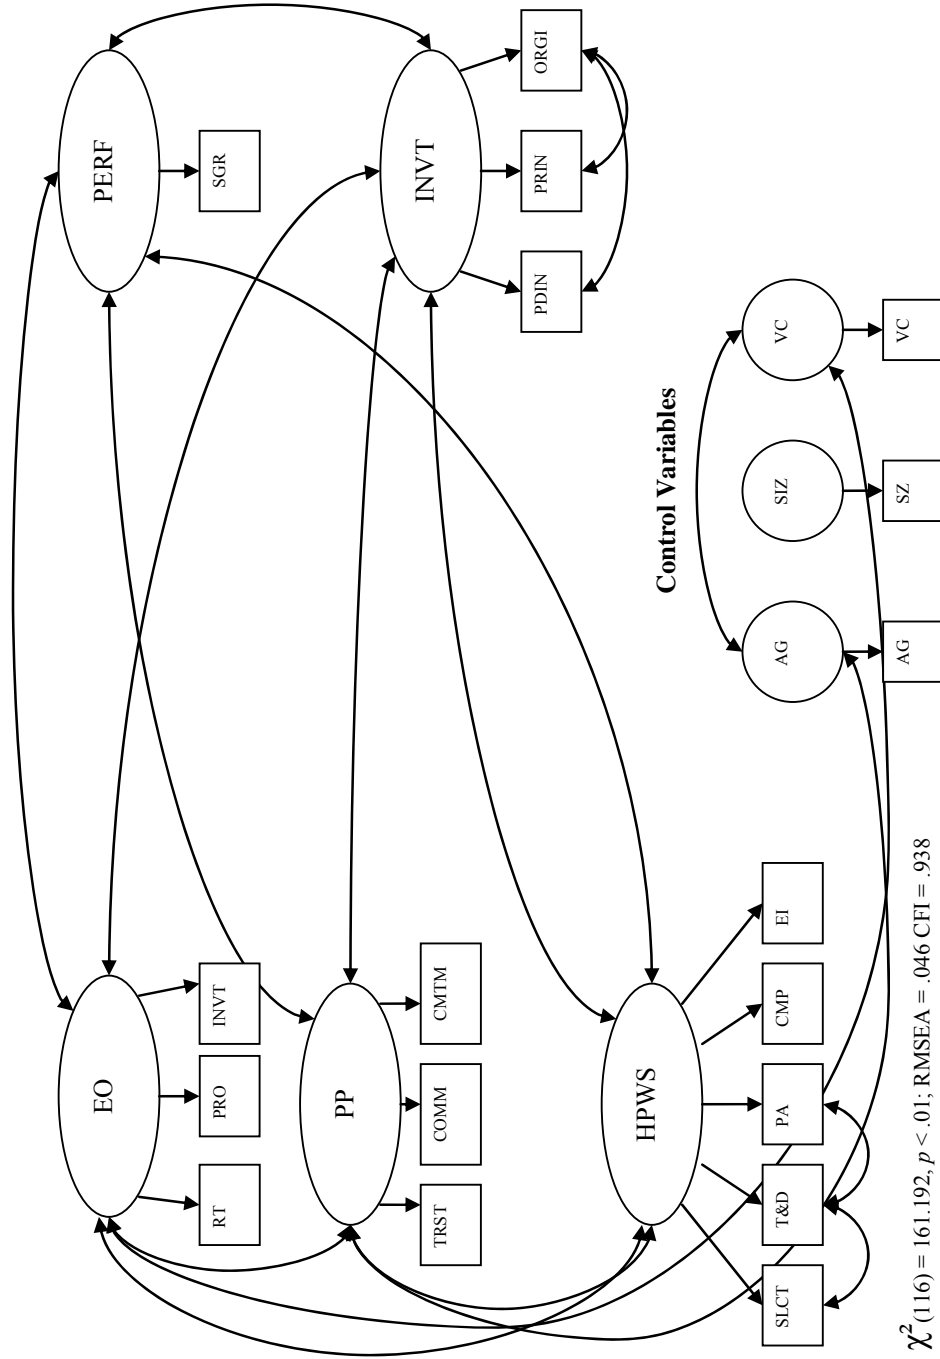 EO
RT
PRO
INVT
PERF
SGR
PP
TRST
COMM
CMTM
INVT
PDIN
PRIN
ORGI
HPWS
SLCT
T&D
PA
CMP
EI
Control Variables
AG
SIZ
VC
AG
SZ
VC
χ² (116) = 161.192, p < .01; RMSEA = .046 CFI = .938